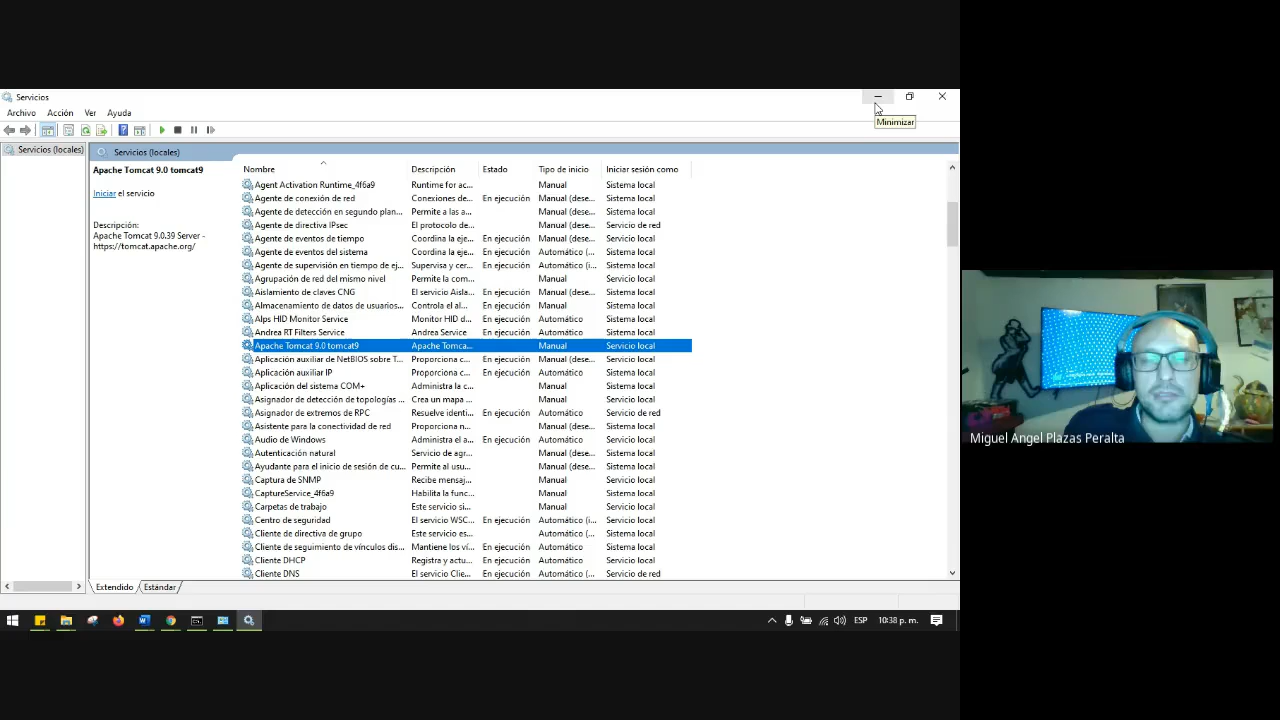 Servicios
Minimizar
Archivo Acción Ver Ayuda
Servicios (locales)
Servicios (locales)
Apache Tomcat 9.0 tomcat9
Iniciar el servicio
Descripción:
Apache Tomcat 9.0.39 Server -
https://tomcat.apache.org/
Nombre Descripción Estado Tipo de inicio Iniciar sesión como
Agent Activation Runtime_4f6a9 Runtime for ac... Manual Sistema local
Agente de conexión de red Conexiones de... En ejecución Manual (dese... Sistema local
Agente de detección en segundo plan... Permite a las a... Manual (dese... Sistema local
Agente de directiva IPsec El protocolo de... Manual (dese... Servicio de red
Agente de eventos de tiempo Coordina la eje... En ejecución Manual (dese... Servicio local
Agente de eventos del sistema Coordina la eje... En ejecución Automático (... Sistema local
Agente de supervisión en tiempo de ej... Supervisa y cer... En ejecución Automático (i... Sistema local
Agrupación de red del mismo nivel Permite la com... Manual Servicio local
Aislamiento de claves CNG El servicio Aisla... En ejecución Manual (dese... Sistema local
Almacenamiento de datos de usuarios... Controla el al... En ejecución Manual Sistema local
Alps HID Monitor Service Monitor HID d... En ejecución Automático Sistema local
Andrea RT Filters Service Andrea Service En ejecución Automático Sistema local
Apache Tomcat 9.0 tomcat9 Apache Tomca... Manual Servicio local
Aplicación auxiliar de NetBIOS sobre T... Proporciona c... En ejecución Manual (dese... Servicio local
Aplicación auxiliar IP Proporciona c... En ejecución Automático Sistema local
Aplicación del sistema COM+ Administra la c... Manual Sistema local
Asignador de detección de topologías ... Crea un mapa ... Manual Servicio local
Asignador de extremos de RPC Resuelve identi... En ejecución Automático Servicio de red
Asistente para la conectividad de red Proporciona n... Manual (dese... Sistema local
Audio de Windows Administra el a... En ejecución Automático Servicio local
Autenticación natural Servicio de agr... Manual (dese... Sistema local
Ayudante para el inicio de sesión de cu... Permite al usu... Manual (dese... Sistema local
Captura de SNMP Recibe mensaj... Manual Servicio local
CaptureService_4f6a9 Habilita la func... Manual Sistema local
Carpetas de trabajo Este servicio si... Manual Servicio local
Centro de seguridad El servicio WSC... En ejecución Automático (i... Servicio local
Cliente de directiva de grupo Este servicio es... Automático (... Sistema local
Cliente de seguimiento de vínculos dis... Mantiene los ví... En ejecución Automático Sistema local
Cliente DHCP Registra y actu... En ejecución Automático Servicio local
Cliente DNS El servicio Clie... En ejecución Automático (... Servicio de red
Extendido Estándar
ESP 10:38 p. m.
Miguel Angel Plazas Peralta